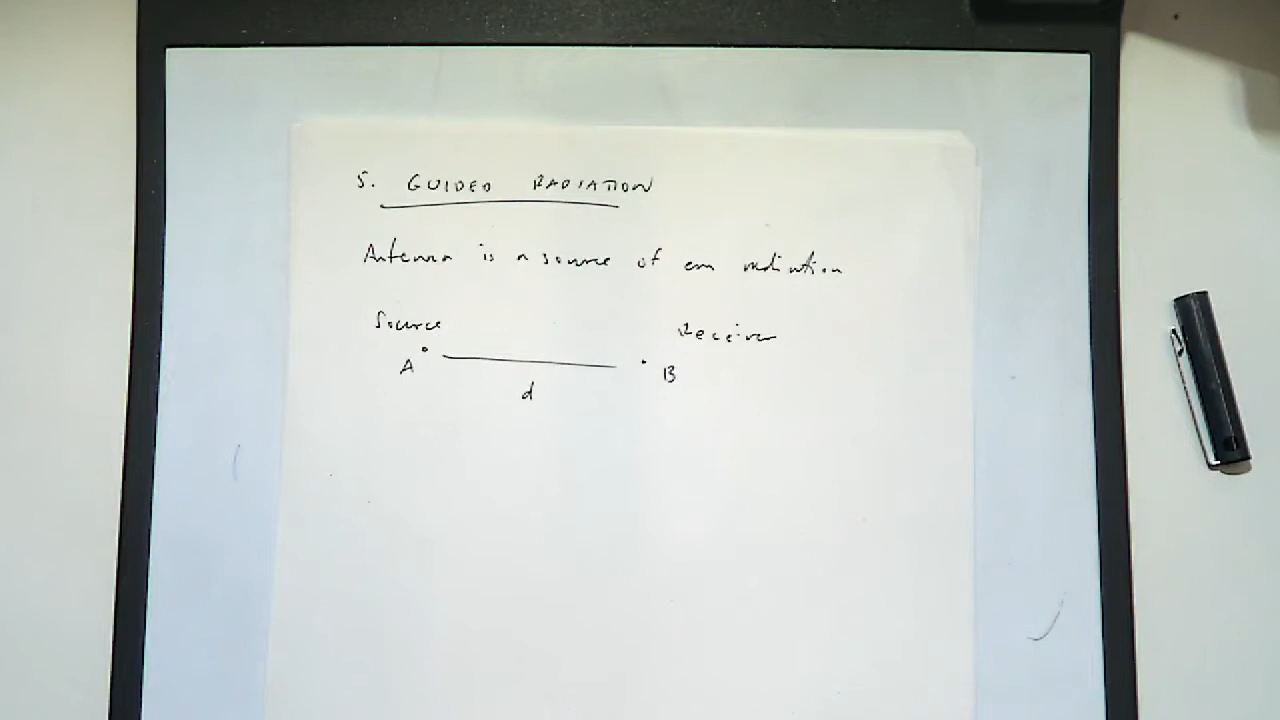 5. GUIDED RADIATION
Antenna is a source of em radiation
Source Receiver
A B
d